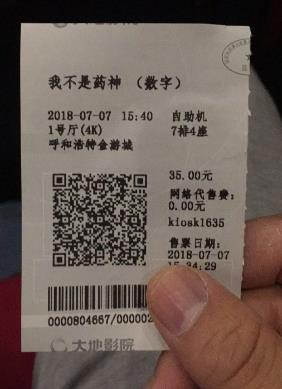 我不是药神 （数字）
2018-07-07 15:40 自助机
1号厅(4K) 7排4座
呼和浩特金游城
35.00元
网络代售费:
0.00元
kiosk1635
售票日期:
2018-07-07
15:34:29
0000804667/000002
大地影院